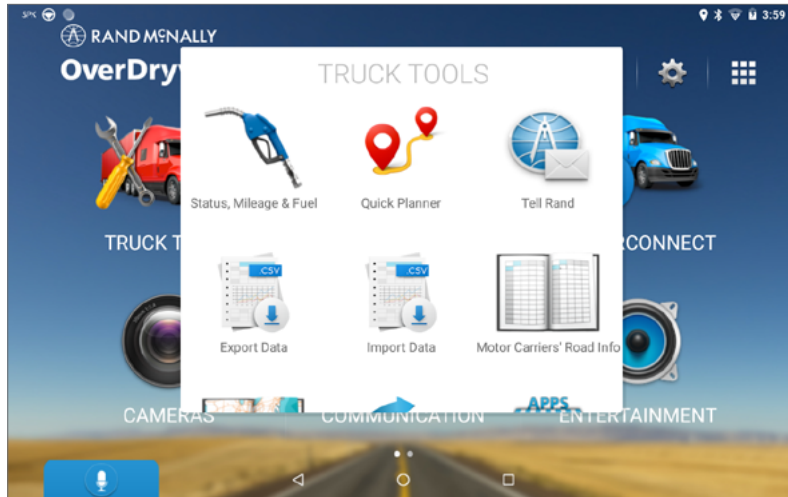 3:59
RAND MCNALLY
OverDry
TRUCK TOOLS
Status, Mileage & Fuel
Quick Planner
Tell Rand
TRUCK T
RCONNECT
.CSV
.CSV
Export Data
Import Data
Motor Carriers' Road Info
APPS
CAMERAS
COMMUNICATION
ENTERTAINMENT